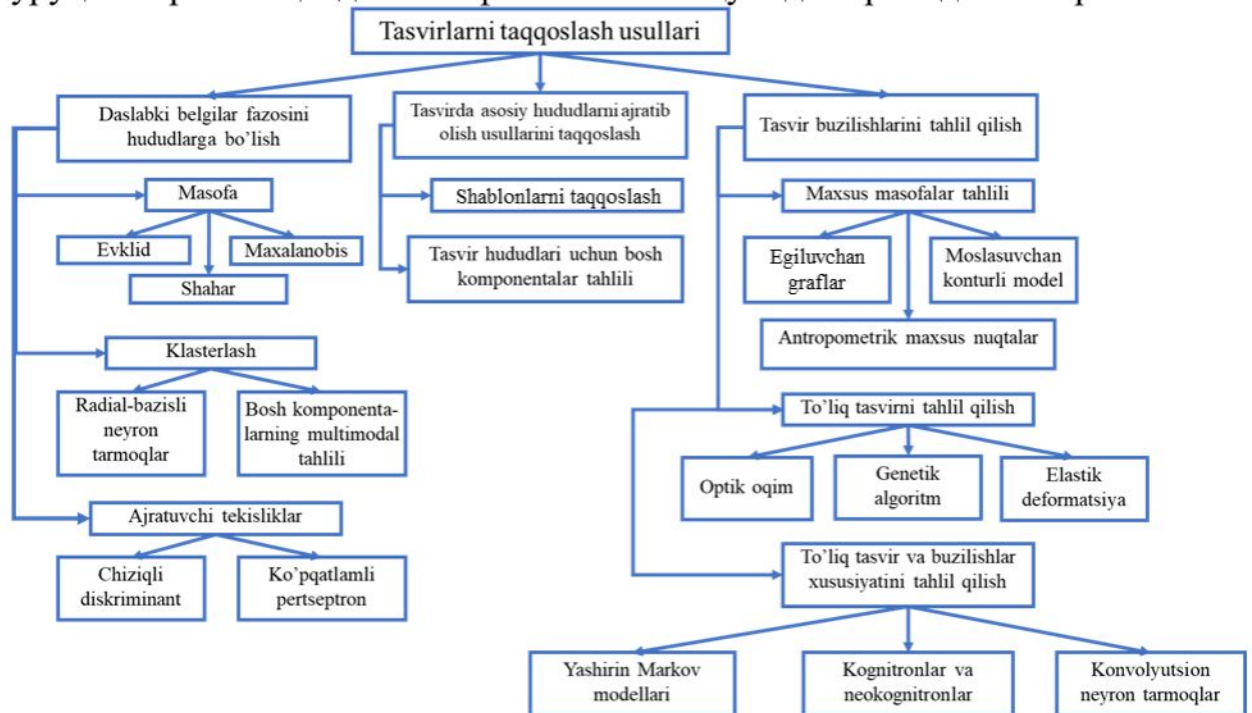 Tasvirlarni taqqoslash usullari
Daslabki belgilar fazosini
hududlarga bo’lish
Masofa
Evklid
Maxalanobis
Shahar
Klasterlash
Radial-bazisli
neyron
tarmoqlar
Bosh komponenta-
larning multimodal
tahlili
Ajratuvchi tekisliklar
Chiziqli
diskriminant
Ko’pqatlamli
pertseptron
Tasvirda asosiy hududlarni ajratib
olish usullarini taqqoslash
Shablonlarni taqqoslash
Tasvir hududlari uchun bosh
komponentalar tahlili
Tasvir buzilishlarini tahlil qilish
Maxsus masofalar tahlili
Egiluvchan
graflar
Moslasuvchan
konturli model
Antropometrik maxsus nuqtalar
To’liq tasvirni tahlil qilish
Optik oqim
Genetik
algoritm
Elastik
deformatsiya
To’liq tasvir va buzilishlar
xususiyatini tahlil qilish
Yashirin Markov
modellari
Kognitronlar va
neokognitronlar
Konvolyutsion
neyron tarmoqlar